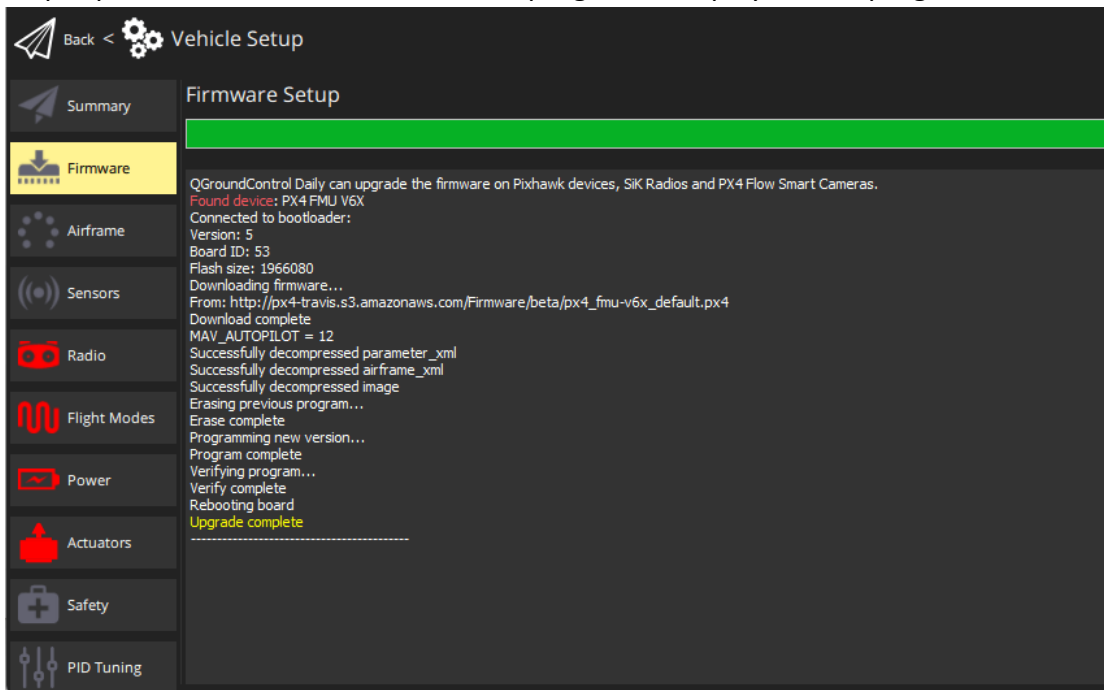 Back < Vehicle Setup
Summary
Firmware
Airframe
Sensors
Radio
Flight Modes
Power
Actuators
Safety
PID Tuning
Firmware Setup
QGroundControl Daily can upgrade the firmware on Pixhawk devices, SiK Radios and PX4 Flow Smart Cameras.
Found device: PX4 FMU V6X
Connected to bootloader:
Version: 5
Board ID: 53
Flash size: 1966080
Downloading firmware...
From: http://px4-travis.s3.amazonaws.com/Firmware/beta/px4_fmu-v6x_default.px4
Download complete
MAV_AUTOPILOT = 12
Successfully decompressed parameter_xml
Successfully decompressed airframe_xml
Successfully decompressed image
Erasing previous program...
Erase complete
Programming new version...
Program complete
Verifying program...
Verify complete
Rebooting board
Upgrade complete
------------------------------------------